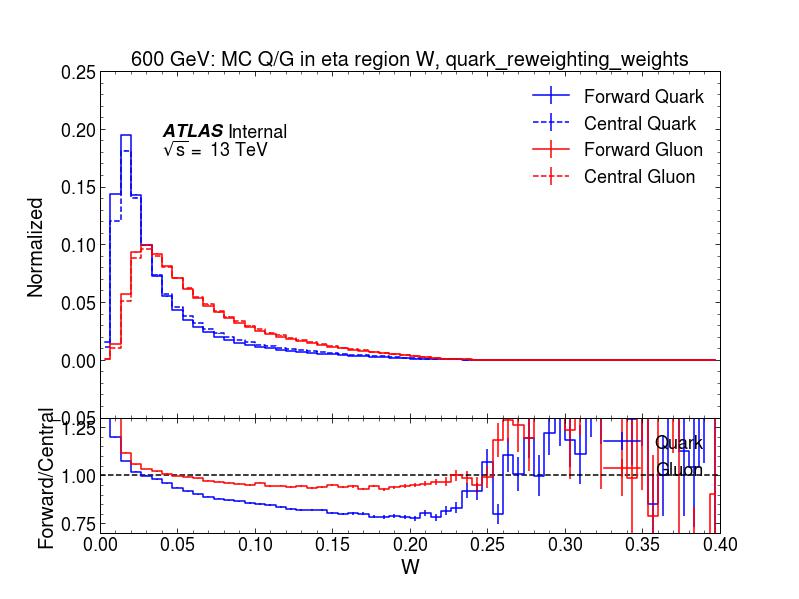 600 GeV: MC Q/G in eta region W, quark_reweighting_weights
0.25
0.20
0.15
0.10
0.05
0.00
0.05
Normalized
ATLAS Internal
√s = 13 TeV
Forward Quark
Central Quark
Forward Gluon
Central Gluon
1.25
1.00
0.75
Forward/Central
Quark
Gluon
0.00 0.05 0.10 0.15 0.20 0.25 0.30 0.35 0.40
W